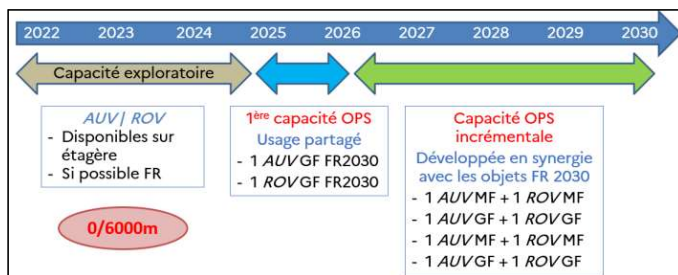 2022 2023 2024 2025 2026 2027 2028 2029 2030
Capacité exploratoire
AUV/ ROV
- Disponibles sur
étagère
- Si possible FR
0/6000m
1ère capacité OPS
Usage partagé
- 1 AUV GF FR2030
- 1 ROV GF FR2030
Capacité OPS
incrémentale
Développée en synergie
avec les objets FR 2030
- 1 AUV MF + 1 ROV MF
- 1 AUV GF + 1 ROV GF
- 1 AUV MF + 1 ROV MF
- 1 AUV GF + 1 ROV GF